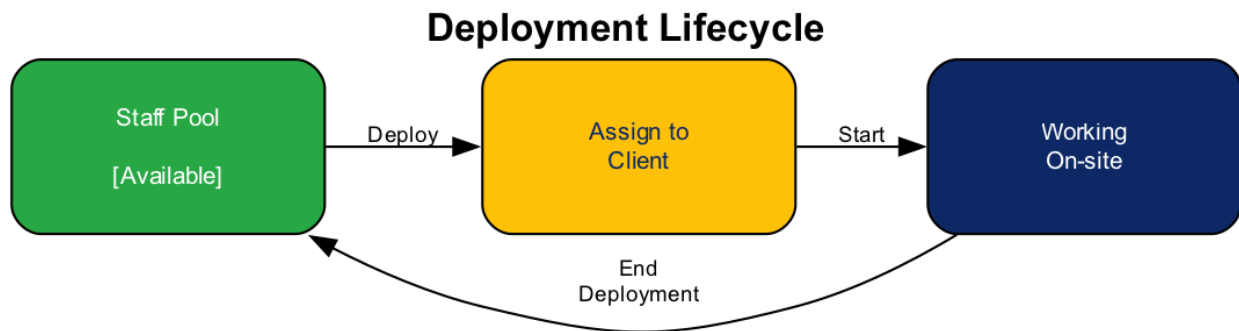 Deployment Lifecycle
Staff Pool
[Available]
Deploy
Assign to
Client
Start
Working
On-site
End
Deployment